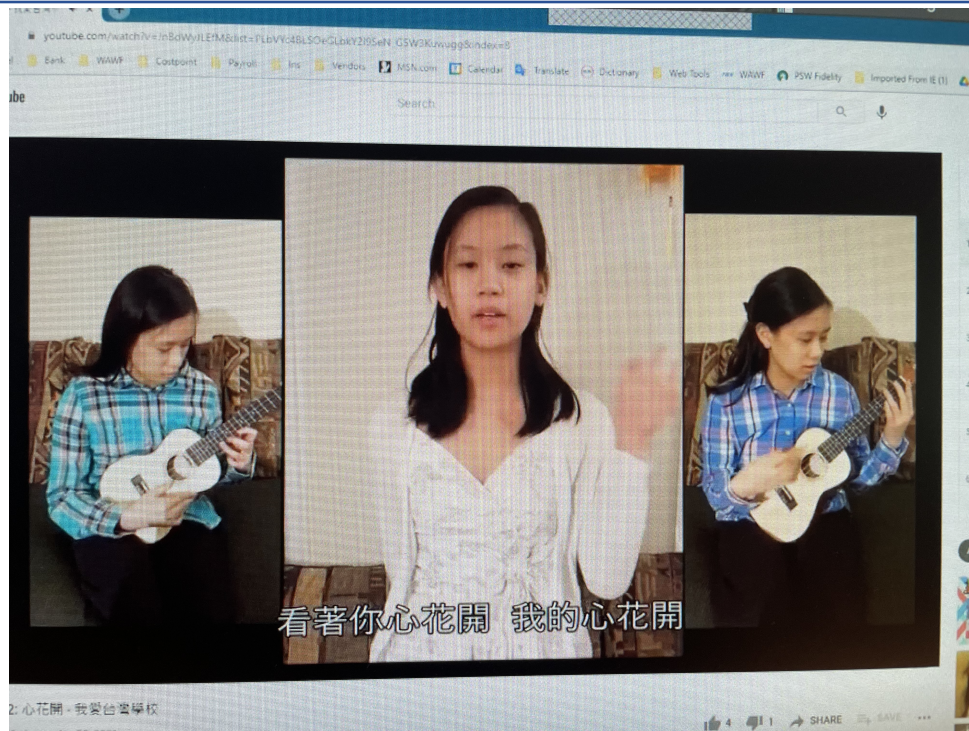 youtube.com/watch?v=
Bank WAWF Costpoint Payroll Ins Vendors MSN.com Calendar Translate Dictionary Web Tools WAWF PSW Fidelity Imported From IE (1)
ube
Search
看著你心花開 我的心花開
2: 心花開 - 我愛台灣學校
4 1 SHARE SAVE